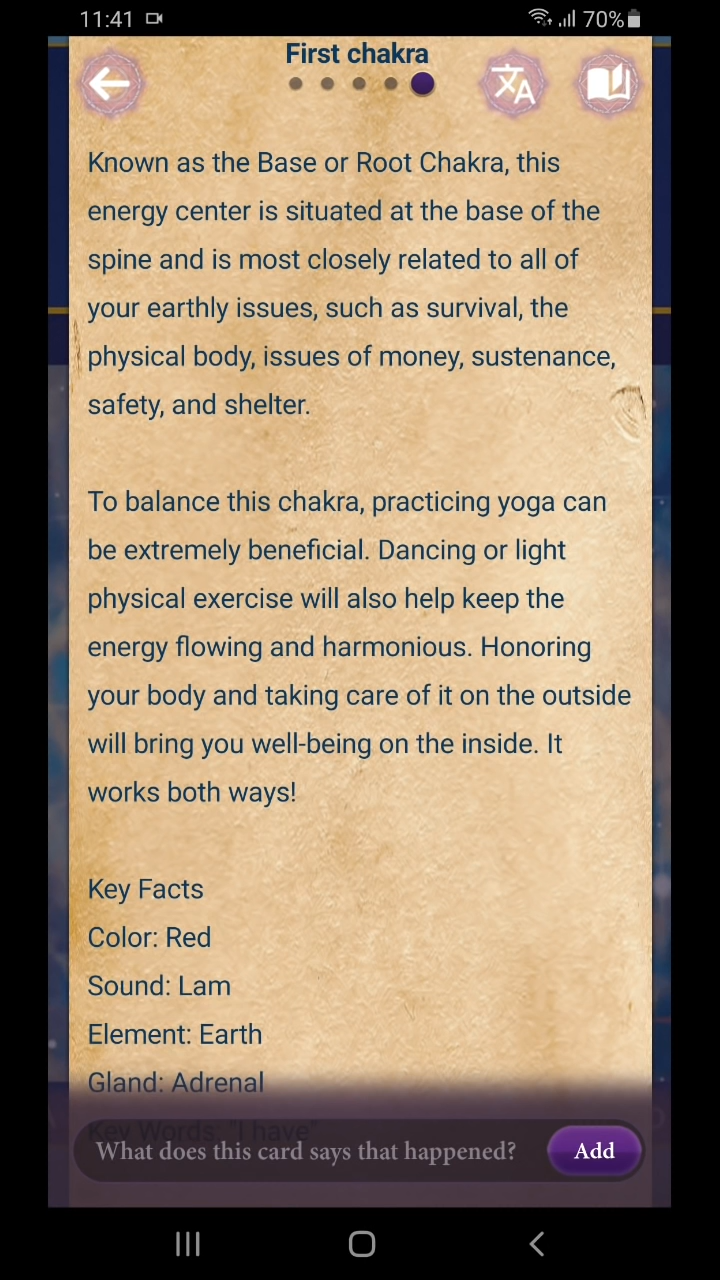 11:41
70%
First chakra
Known as the Base or Root Chakra, this
energy center is situated at the base of the
spine and is most closely related to all of
your earthly issues, such as survival, the
physical body, issues of money, sustenance,
safety, and shelter.
To balance this chakra, practicing yoga can
be extremely beneficial. Dancing or light
physical exercise will also help keep the
energy flowing and harmonious. Honoring
your body and taking care of it on the outside
will bring you well-being on the inside. It
works both ways!
Key Facts
Color: Red
Sound: Lam
Element: Earth
Gland: Adrenal
Key Words, "I have"
What does this card says that happened?
Add